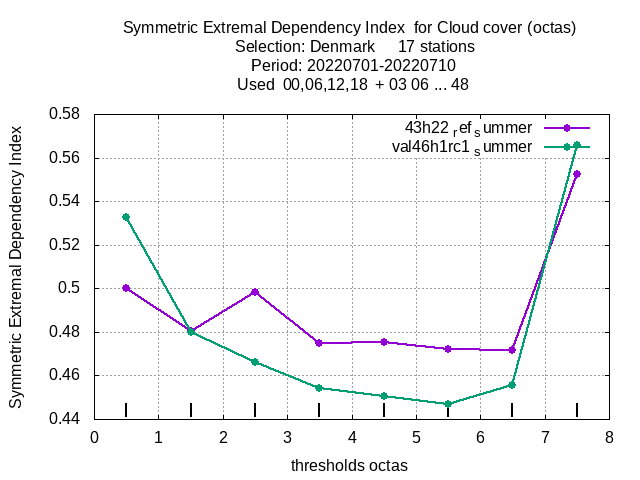 Symmetric Extremal Dependency Index  for Cloud cover (octas)
Selection: Denmark     17 stations
Period: 20220701-20220710
Used  00,06,12,18  + 03 06 ... 48
43h22 ref summer
val46h1rc1 summer
Symmetric Extremal Dependency Index
0.58
0.56
0.54
0.52
0.5
0.48
0.46
0.44
0 1 2 3 4 5 6 7 8
thresholds octas